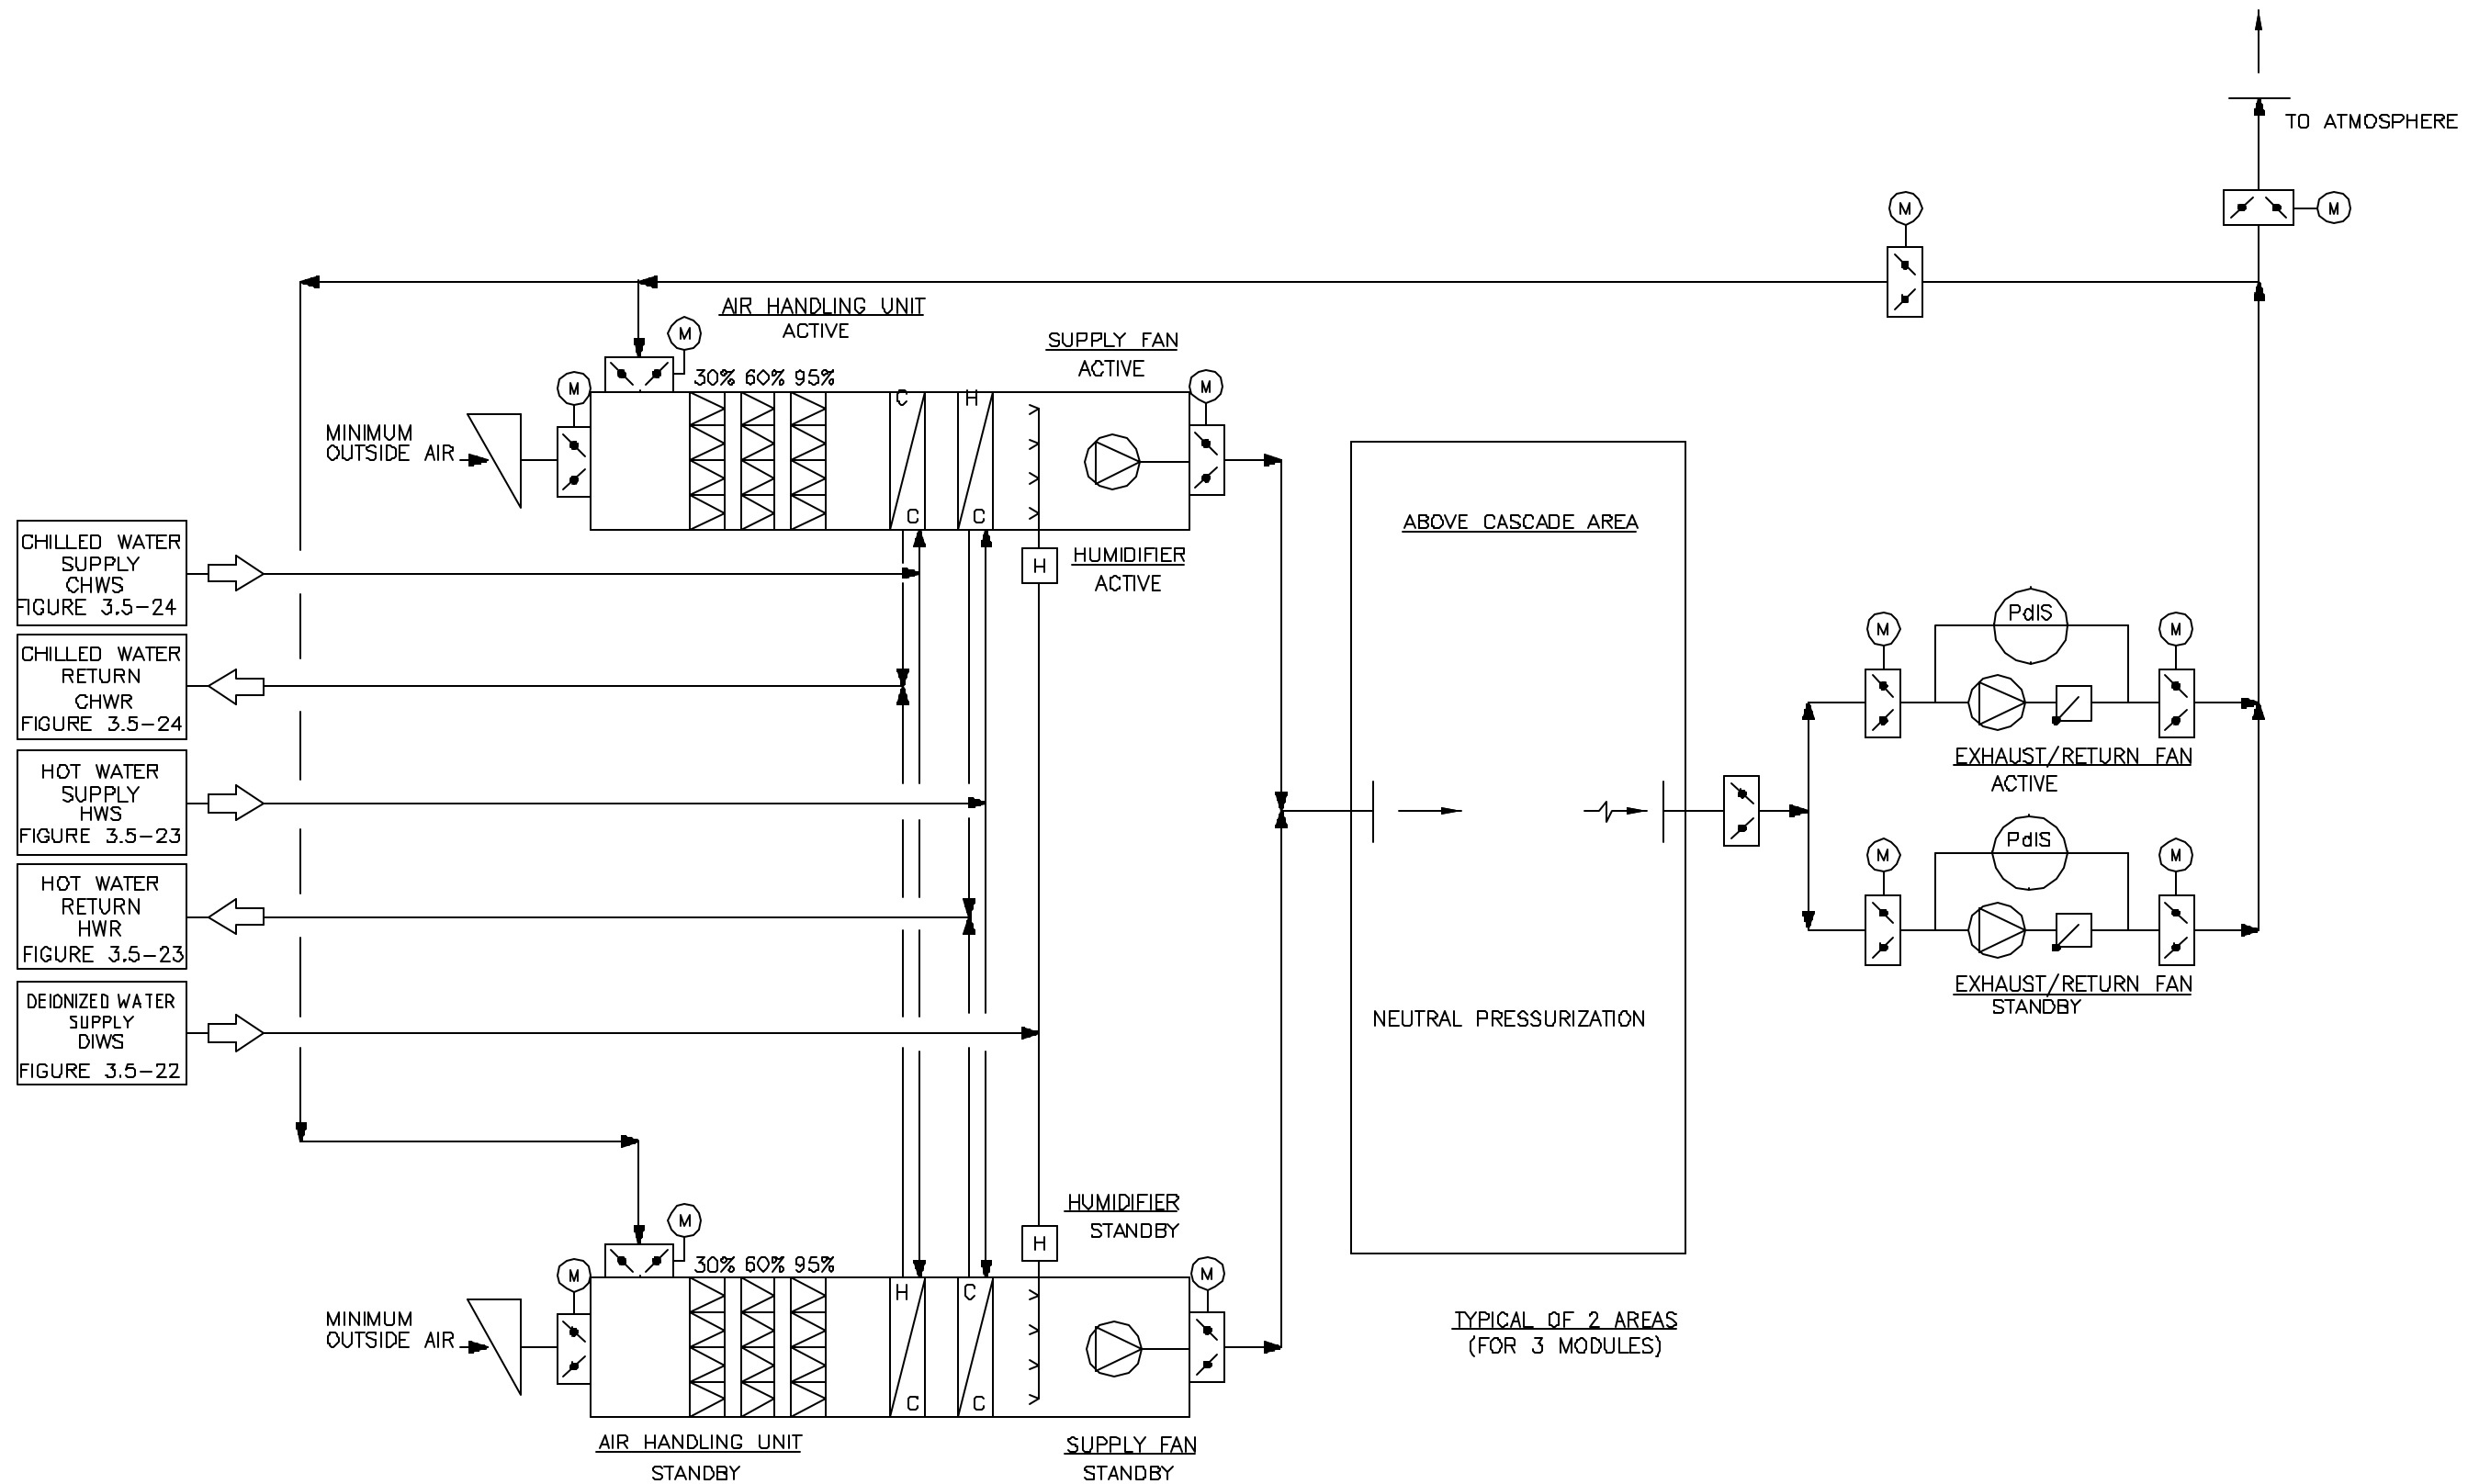 TO ATMOSPHERE
M
M
AIR HANDLING UNIT
ACTIVE
M
SUPPLY FAN
ACTIVE
M
30% 60% 95%
M
C
H
MINIMUM
OUTSIDE AIR
C
C
ABOVE CASCADE AREA
CHILLED WATER
SUPPLY
CHWS
FIGURE 3.5-24
H
HUMIDIFIER
ACTIVE
CHILLED WATER
RETURN
CHWR
FIGURE 3.5-24
M
PdIS
M
EXHAUST/RETURN FAN
ACTIVE
HOT WATER
SUPPLY
HWS
FIGURE 3.5-23
M
PdIS
M
HOT WATER
RETURN
HWR
FIGURE 3.5-23
EXHAUST/RETURN FAN
STANDBY
DEIONIZED WATER
SUPPLY
DIWS
FIGURE 3.5-22
NEUTRAL PRESSURIZATION
HUMIDIFIER
STANDBY
H
M
M
30% 60% 95%
M
H
C
MINIMUM
OUTSIDE AIR
C
C
TYPICAL OF 2 AREAS
(FOR 3 MODULES)
AIR HANDLING UNIT
STANDBY
SUPPLY FAN
STANDBY